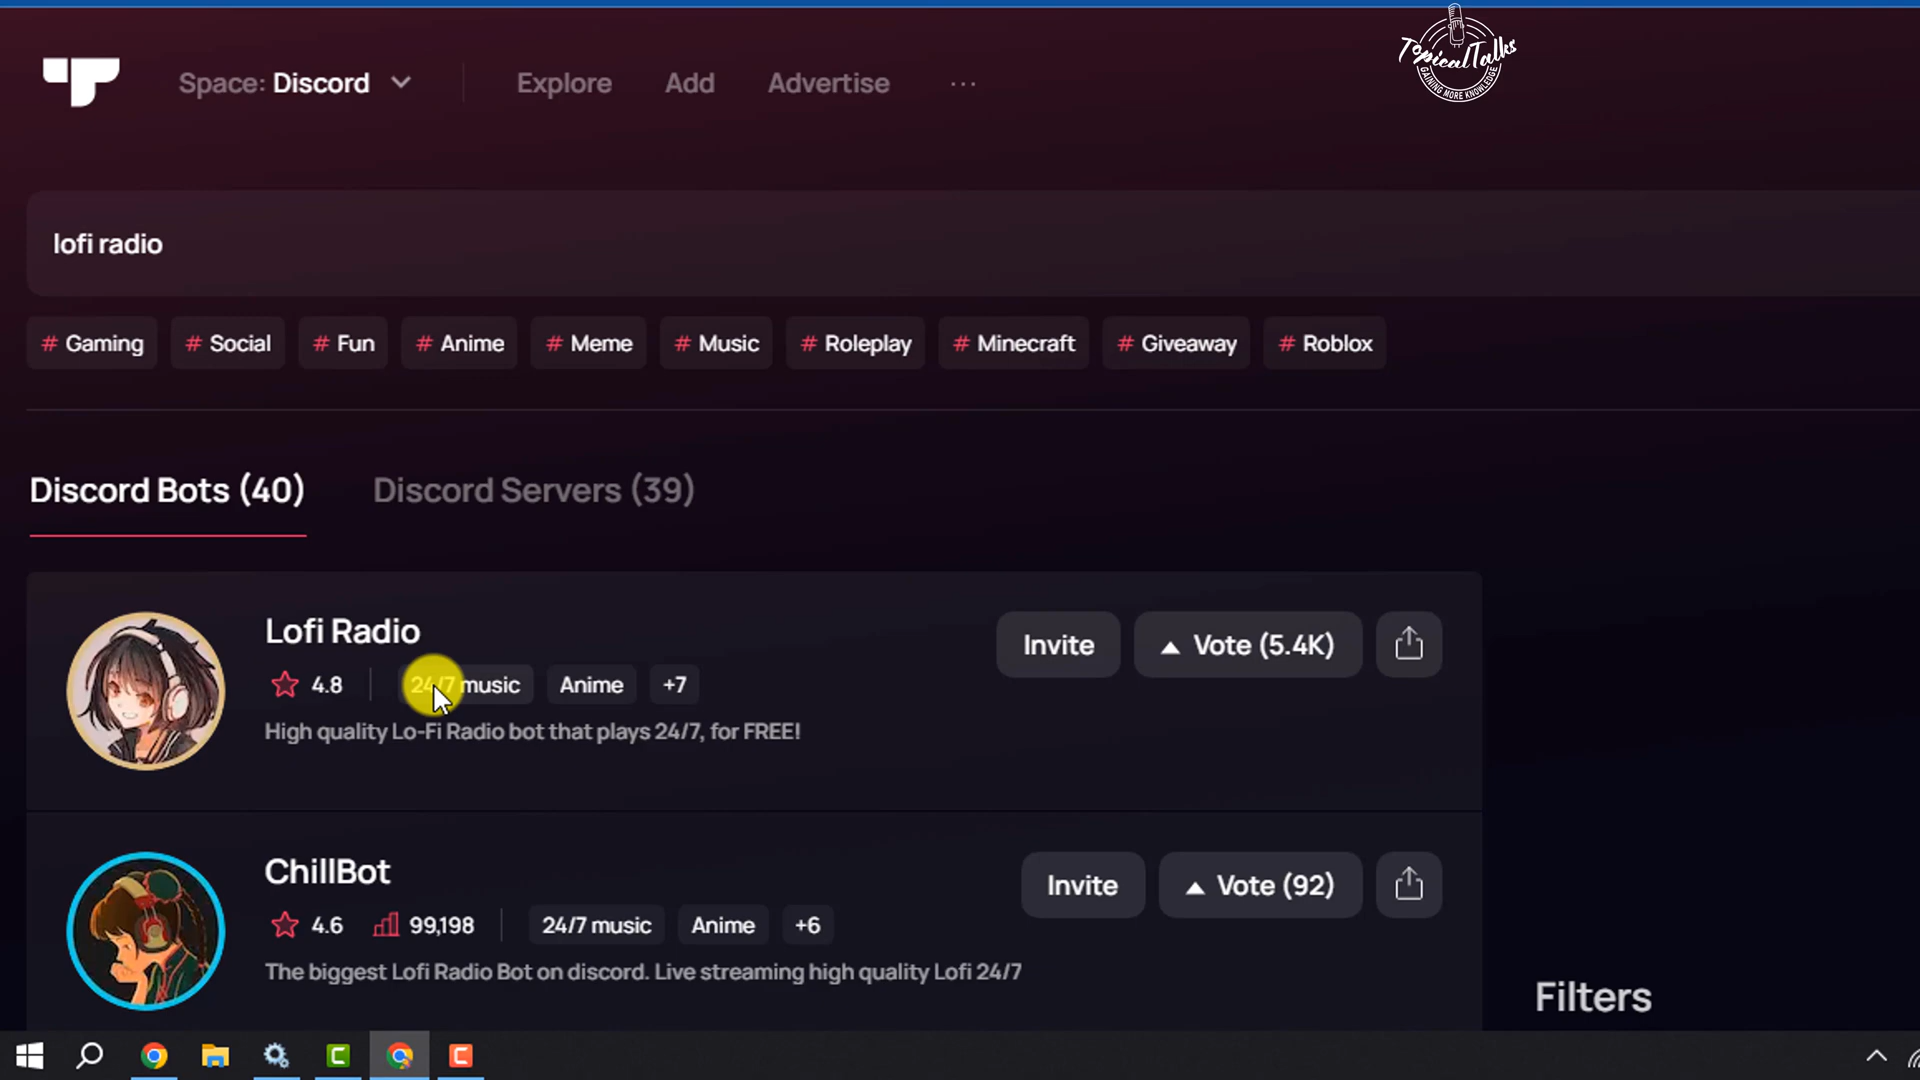 TopicalTalks
GAINING MORE KNOWLEDGE
Space: Discord
Explore
Add
Advertise
...
lofi radio
# Gaming
# Social
# Fun
# Anime
# Meme
# Music
# Roleplay
# Minecraft
# Giveaway
# Roblox
Discord Bots (40)
Discord Servers (39)
Lofi Radio
Invite
Vote (5.4K)
4.8
24/7 music
Anime
+7
High quality Lo-Fi Radio bot that plays 24/7, for FREE!
ChillBot
Invite
Vote (92)
4.6
99,198
24/7 music
Anime
+6
The biggest Lofi Radio Bot on discord. Live streaming high quality Lofi 24/7
Filters